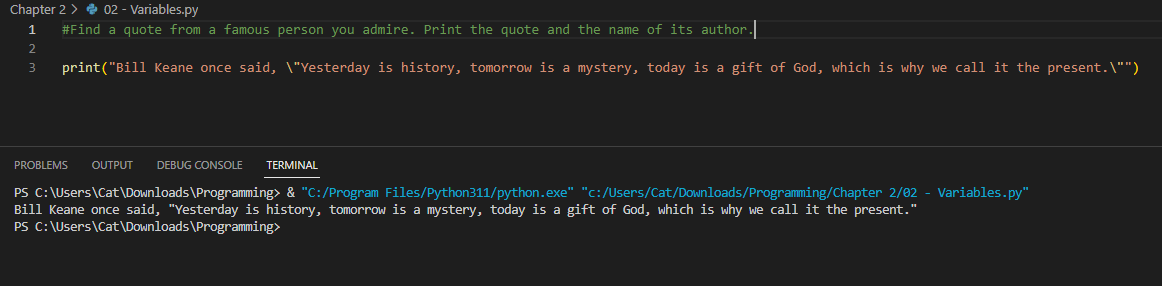 Chapter 2 > 02 - Variables.py
1 #Find a quote from a famous person you admire. Print the quote and the name of its author.
2
3 print("Bill Keane once said, \"Yesterday is history, tomorrow is a mystery, today is a gift of God, which is why we call it the present.\"")
PROBLEMS OUTPUT DEBUG CONSOLE TERMINAL
PS C:\Users\Cat\Downloads\Programming> & "C:/Program Files/Python311/python.exe" "c:/Users/Cat/Downloads/Programming/Chapter 2/02 - Variables.py"
Bill Keane once said, "Yesterday is history, tomorrow is a mystery, today is a gift of God, which is why we call it the present."
PS C:\Users\Cat\Downloads\Programming>